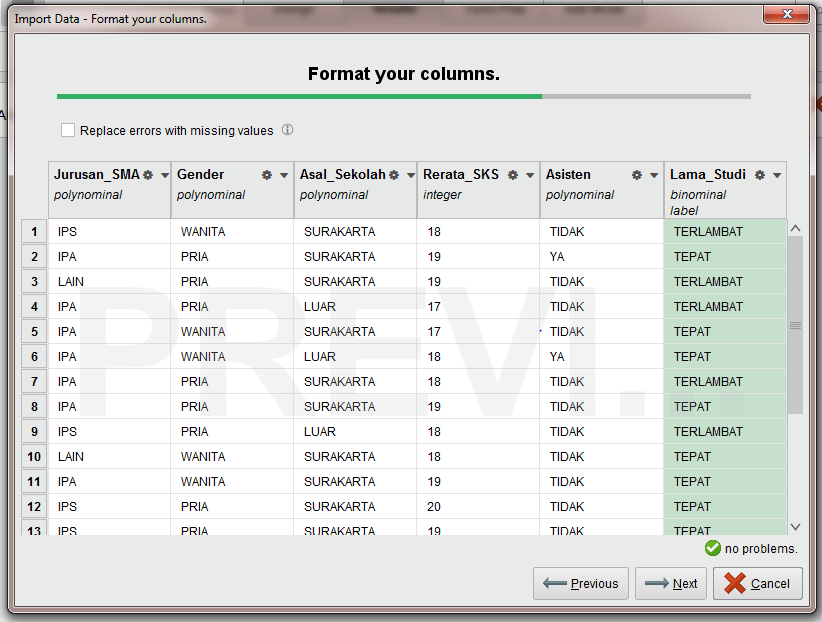 Import Data - Format your columns.
Format your columns.
Replace errors with missing values
Jurusan_SMA Gender Asal_Sekolah Rerata_SKS Asisten Lama_Studi
polynominal polynominal polynominal integer polynominal binominal
label
1 IPS WANITA SURAKARTA 18 TIDAK TERLAMBAT
2 IPA PRIA SURAKARTA 19 YA TEPAT
3 LAIN PRIA SURAKARTA 19 TIDAK TERLAMBAT
4 IPA PRIA LUAR 17 TIDAK TERLAMBAT
5 IPA WANITA SURAKARTA 17 TIDAK TEPAT
6 IPA WANITA LUAR 18 YA TEPAT
7 IPA PRIA SURAKARTA 18 TIDAK TERLAMBAT
8 IPA PRIA SURAKARTA 19 TIDAK TEPAT
9 IPS PRIA LUAR 18 TIDAK TERLAMBAT
10 LAIN WANITA SURAKARTA 18 TIDAK TEPAT
11 IPA WANITA SURAKARTA 19 TIDAK TEPAT
12 IPS PRIA SURAKARTA 20 TIDAK TEPAT
13 IPS PRIA SURAKARTA 19 TIDAK TEPAT
PREVI...
no problems.
Previous Next Cancel